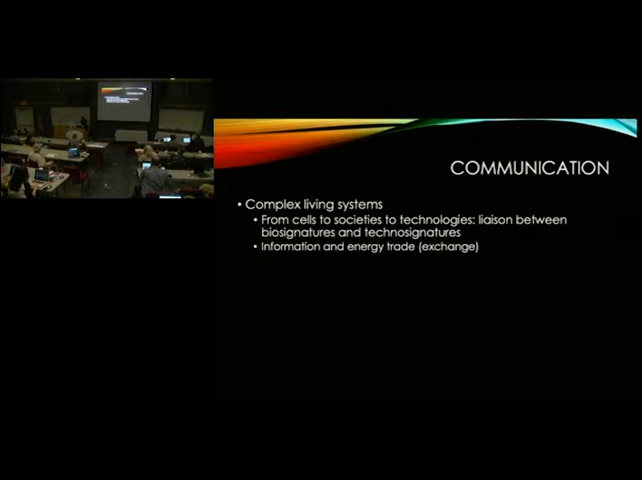 COMMUNICATION
• Complex living systems
• From cells to societies to technologies: liaison between
biosignatures and technosignatures
• Information and energy trade (exchange)